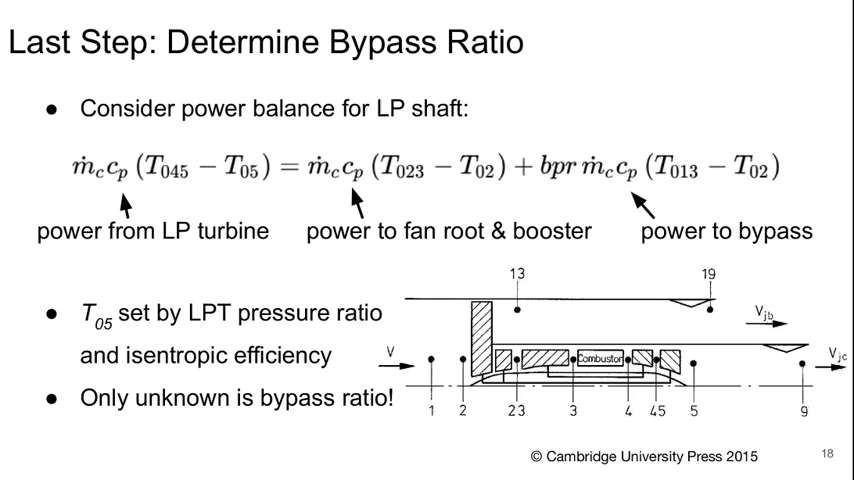 Last Step: Determine Bypass Ratio
● Consider power balance for LP shaft:
ṁ_c c_p (T_045 − T_05) = ṁ_c c_p (T_023 − T_02) + bpr ṁ_c c_p (T_013 − T_02)
power from LP turbine power to fan root & booster power to bypass
● T_05 set by LPT pressure ratio
and isentropic efficiency
● Only unknown is bypass ratio!
13 19
V_jb
V Combustor V_jc
1 2 23 3 4 45 5 9
© Cambridge University Press 2015 18